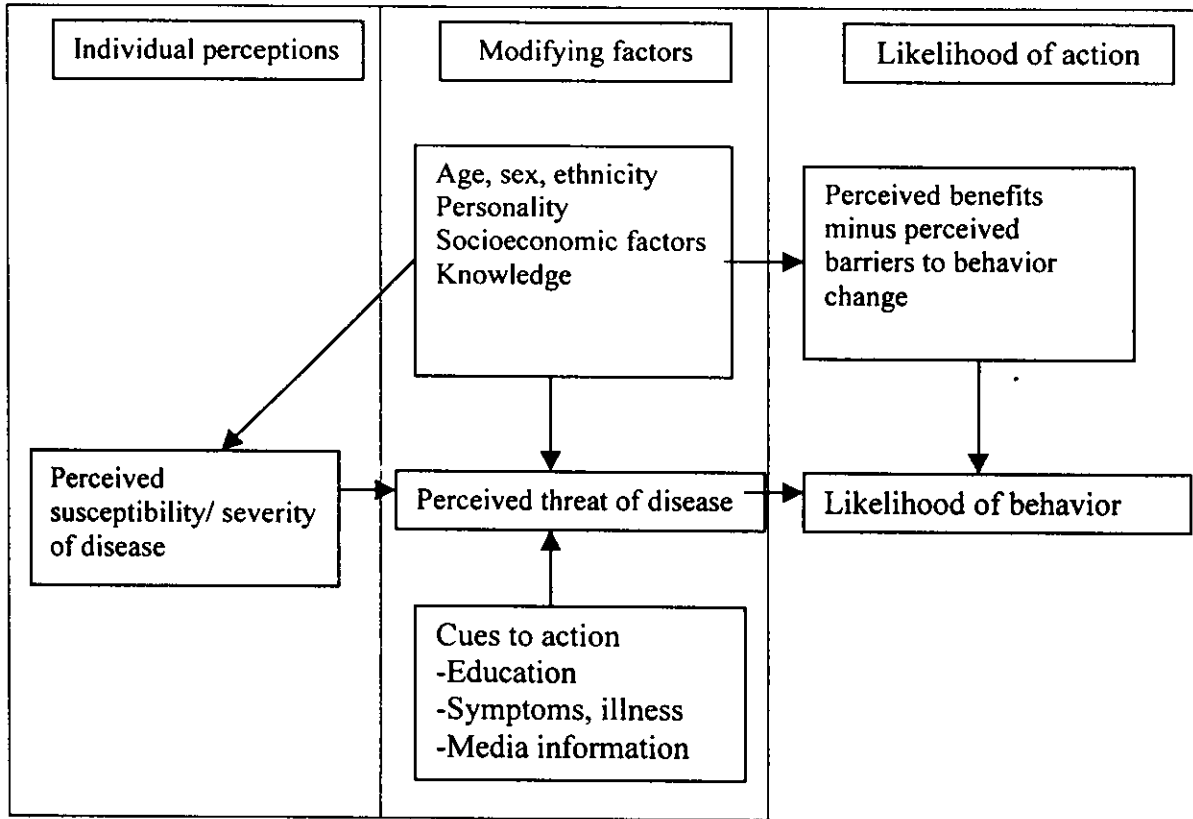 Individual perceptions
Modifying factors
Likelihood of action
Age, sex, ethnicity
Personality
Socioeconomic factors
Knowledge
Perceived benefits
minus perceived
barriers to behavior
change
Perceived
susceptibility/ severity
of disease
Perceived threat of disease
Likelihood of behavior
Cues to action
-Education
-Symptoms, illness
-Media information